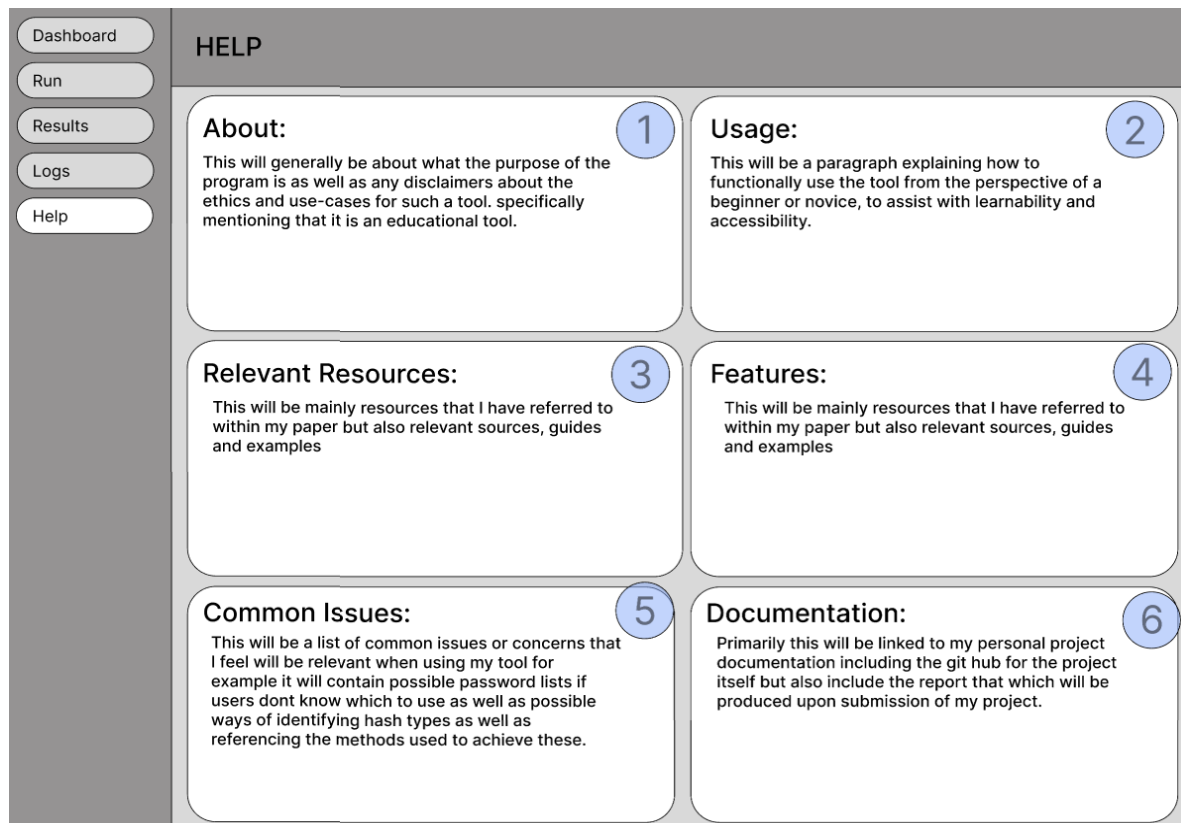 Dashboard
Run
Results
Logs
Help
HELP
About:
1
This will generally be about what the purpose of the
program is as well as any disclaimers about the
ethics and use-cases for such a tool. specifically
mentioning that it is an educational tool.
Usage:
2
This will be a paragraph explaining how to
functionally use the tool from the perspective of a
beginner or novice, to assist with learnability and
accessibility.
Relevant Resources:
3
This will be mainly resources that I have referred to
within my paper but also relevant sources, guides
and examples
Features:
4
This will be mainly resources that I have referred to
within my paper but also relevant sources, guides
and examples
Common Issues:
5
This will be a list of common issues or concerns that
I feel will be relevant when using my tool for
example it will contain possible password lists if
users dont know which to use as well as possible
ways of identifying hash types as well as
referencing the methods used to achieve these.
Documentation:
6
Primarily this will be linked to my personal project
documentation including the git hub for the project
itself but also include the report that which will be
produced upon submission of my project.